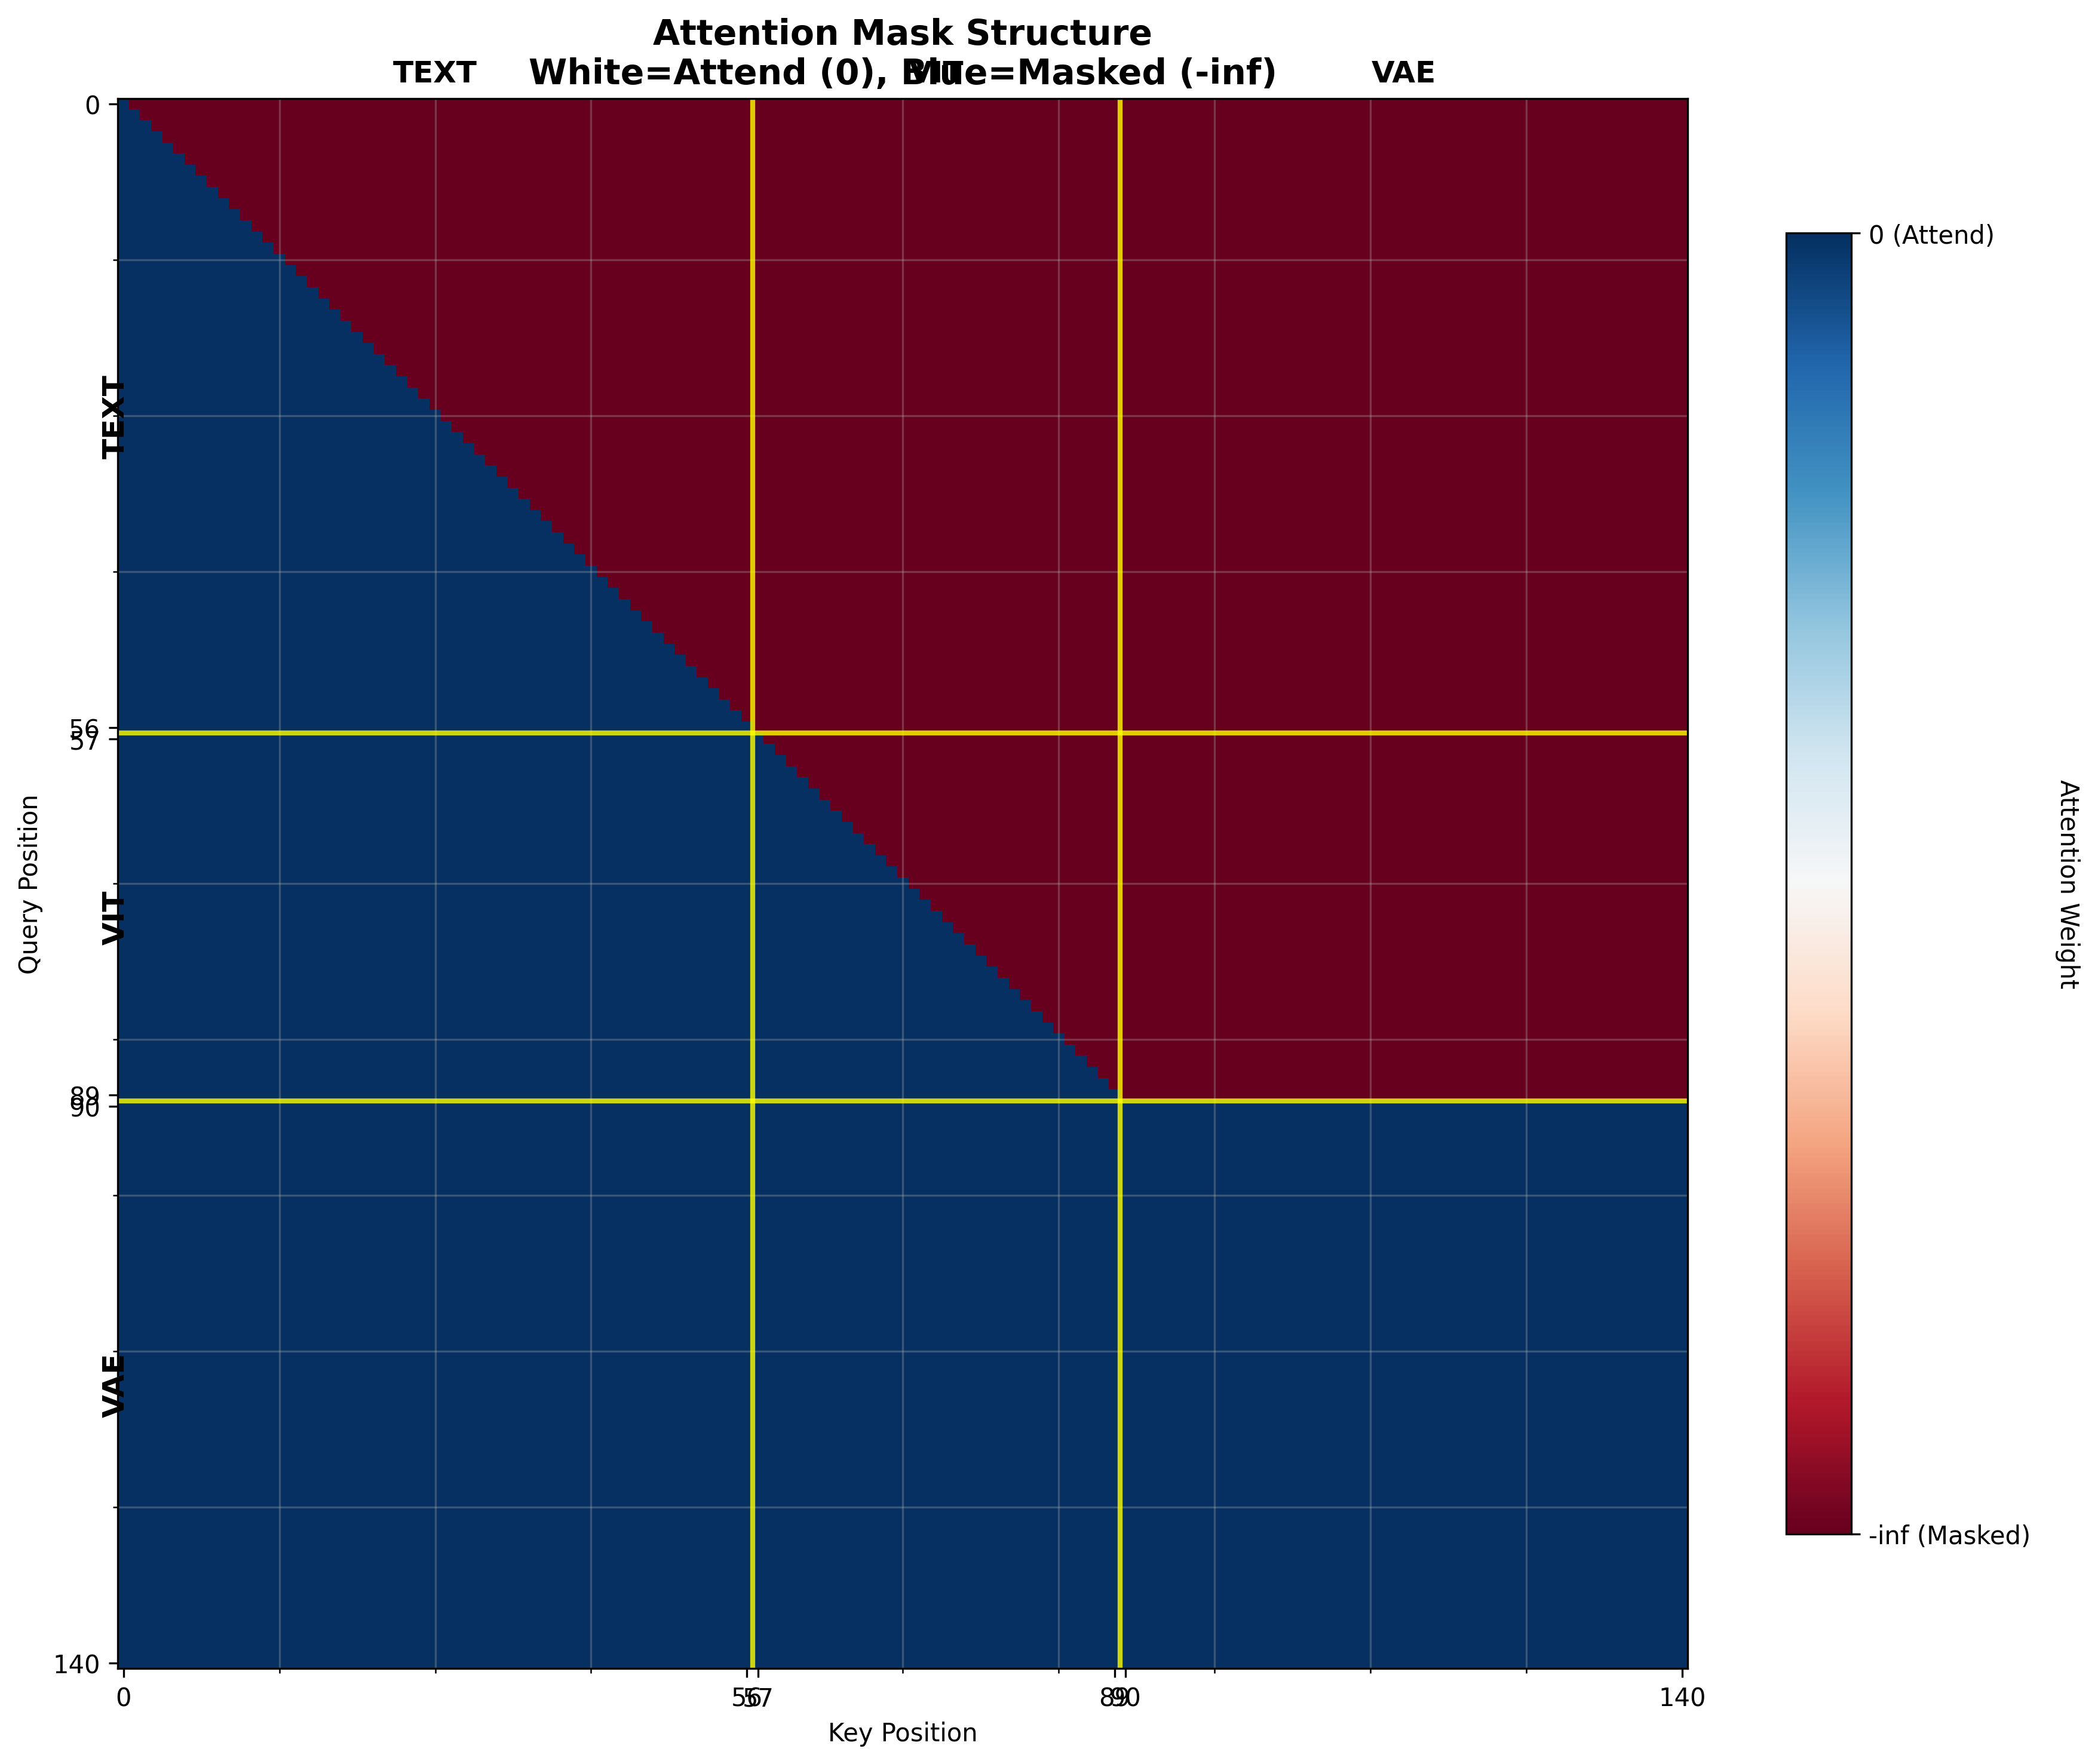 Attention Mask Structure
White=Attend (0), Blue=Masked (-inf)
TEXT
VIT
VAE
0
56
57
89
90
140
TEXT
VIT
VAE
Query Position
0
56
57
89
90
140
Key Position
0 (Attend)
-inf (Masked)
Attention Weight